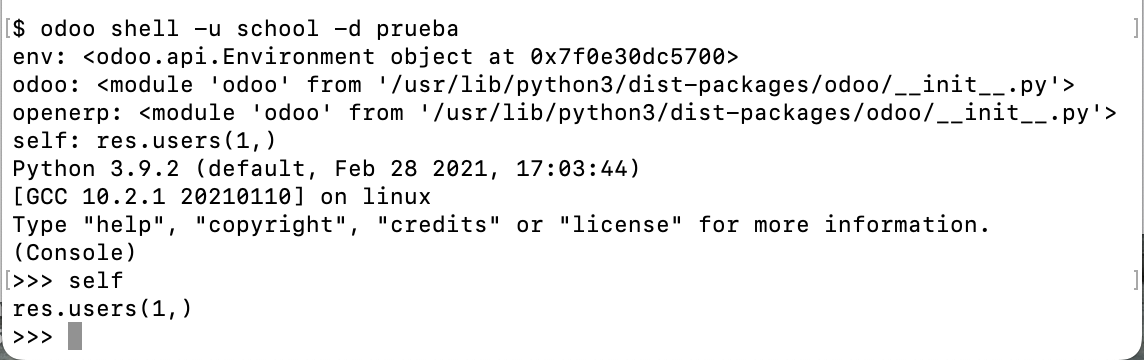 [$ odoo shell -u school -d prueba ]
env: <odoo.api.Environment object at 0x7f0e30dc5700>
odoo: <module 'odoo' from '/usr/lib/python3/dist-packages/odoo/__init__.py'>
openerp: <module 'odoo' from '/usr/lib/python3/dist-packages/odoo/__init__.py'>
self: res.users(1,)
Python 3.9.2 (default, Feb 28 2021, 17:03:44)
[GCC 10.2.1 20210110] on linux
Type "help", "copyright", "credits" or "license" for more information.
(Console)
[>>> self ]
res.users(1,)
>>>